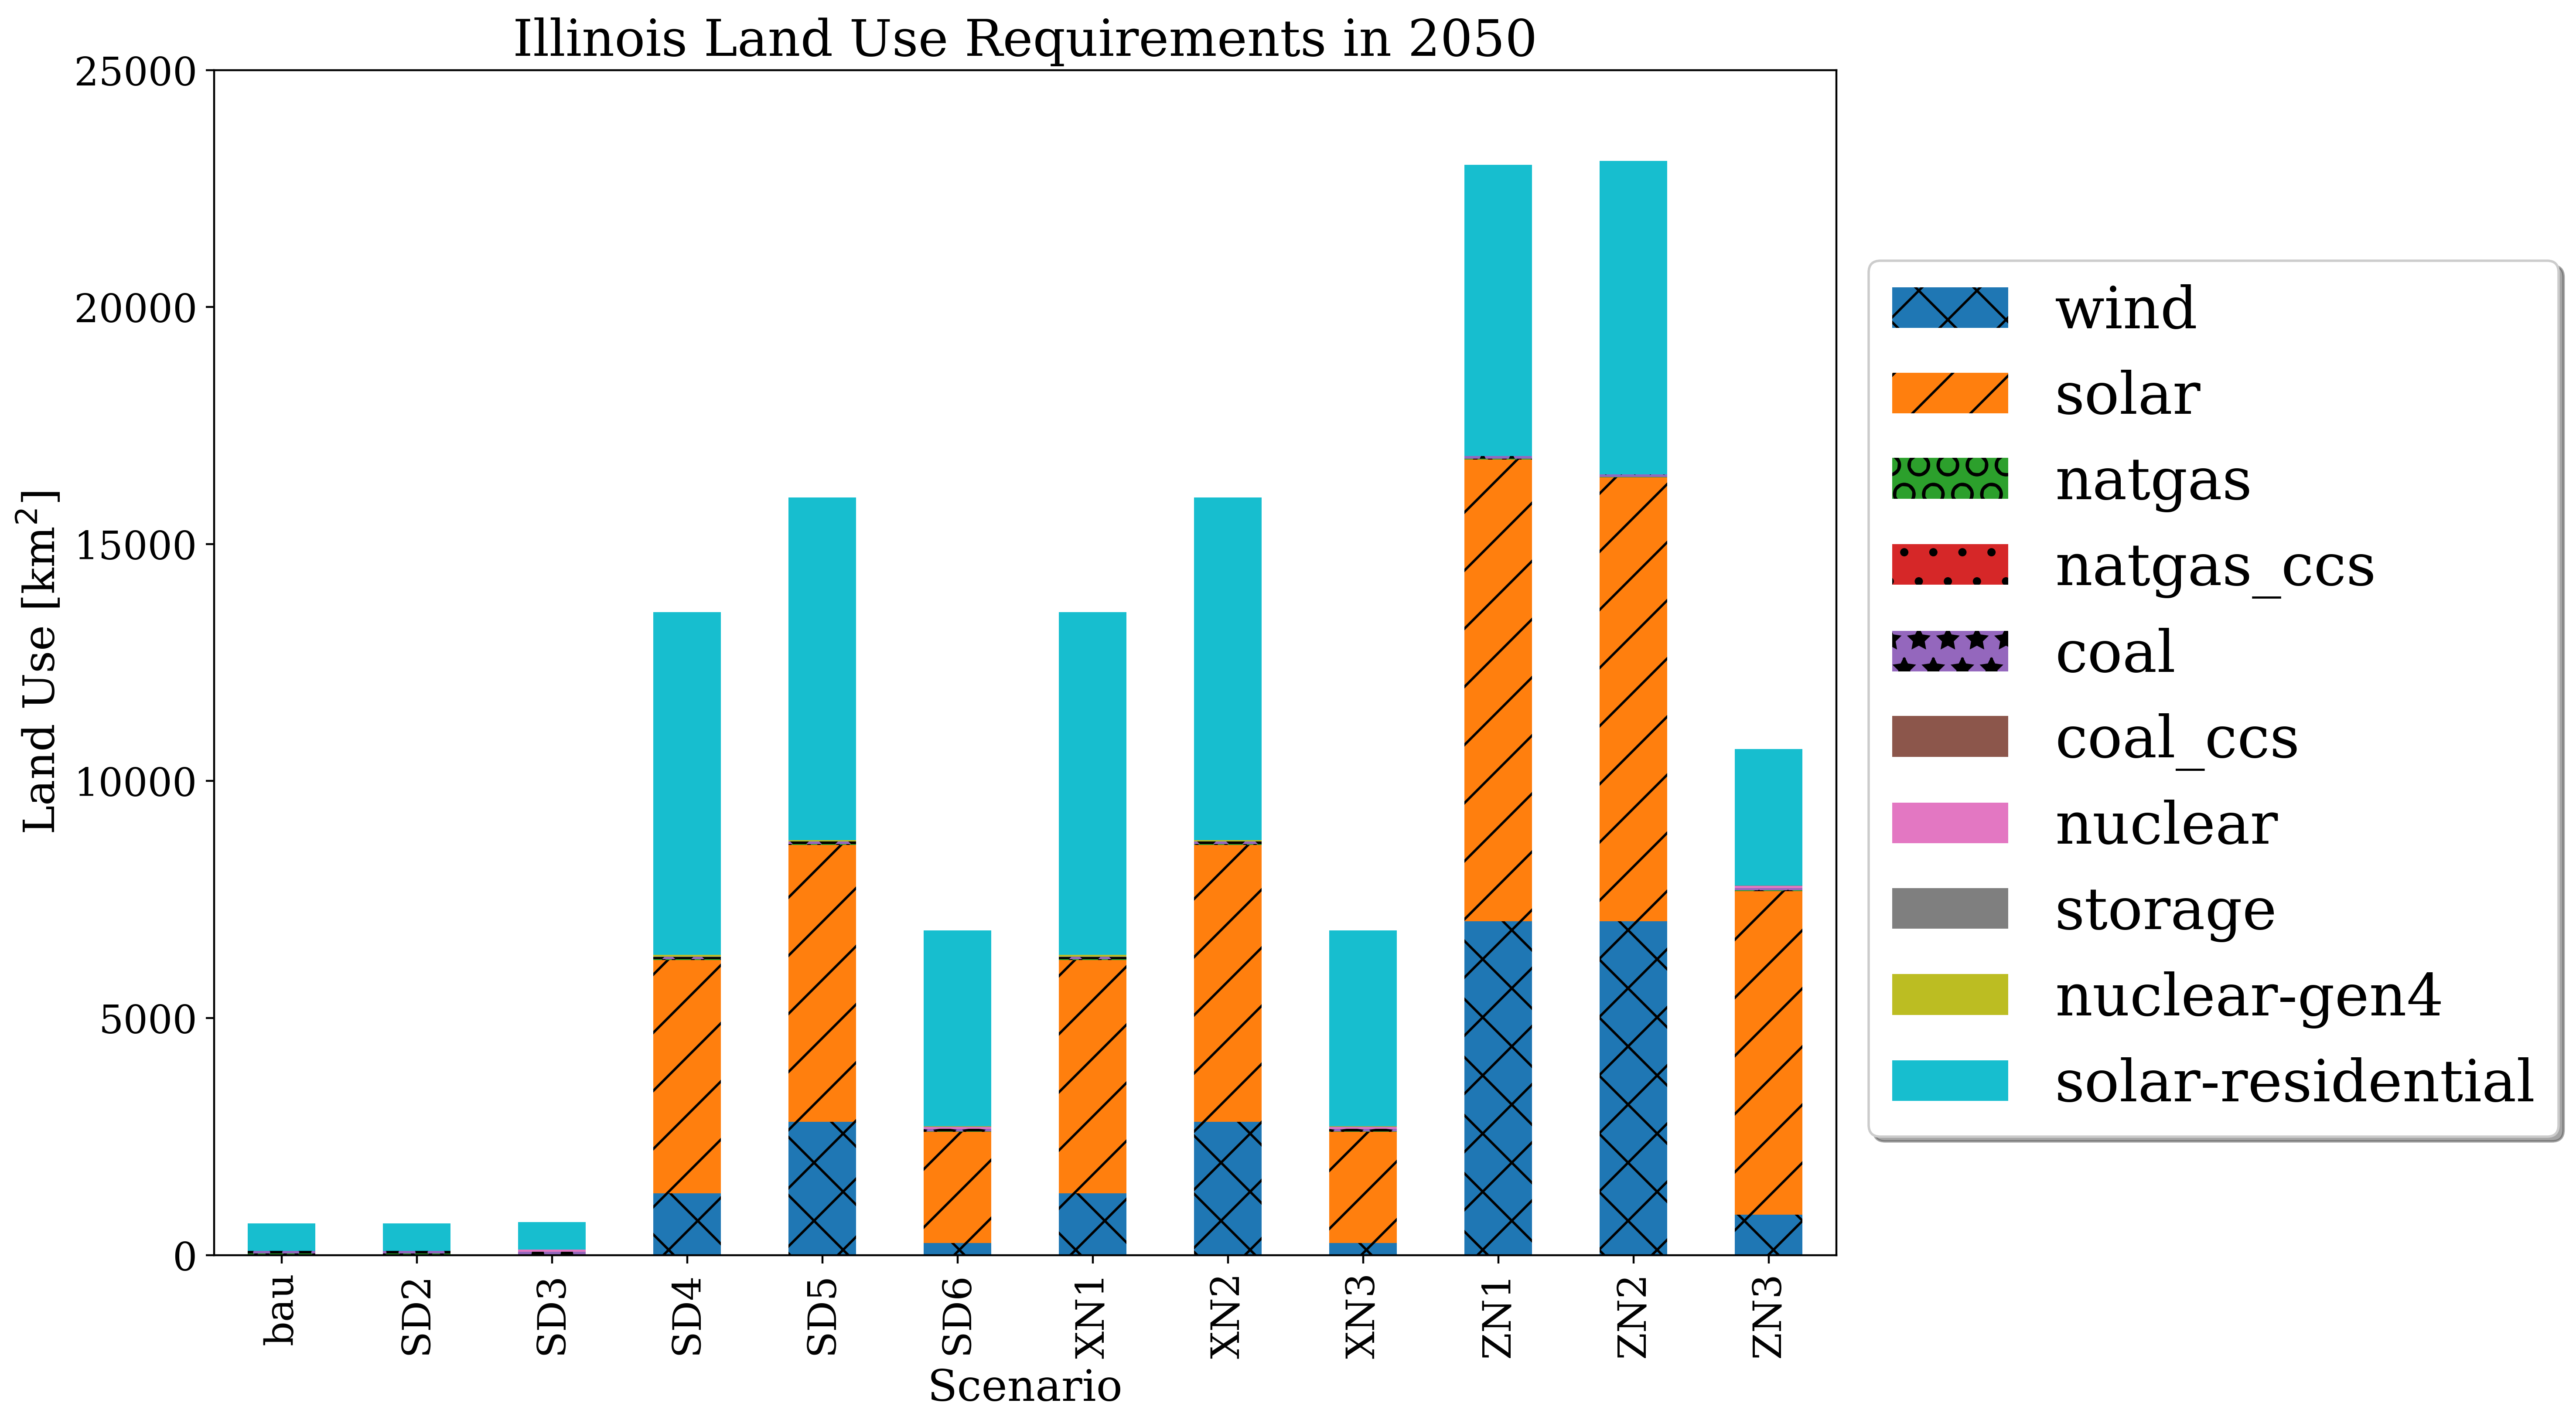 Illinois Land Use Requirements in 2050
25000
20000
15000
10000
5000
0
Land Use [km²]
bau
SD2
SD3
SD4
SD5
SD6
XN1
XN2
XN3
ZN1
ZN2
ZN3
Scenario
wind
solar
natgas
natgas_ccs
coal
coal_ccs
nuclear
storage
nuclear-gen4
solar-residential